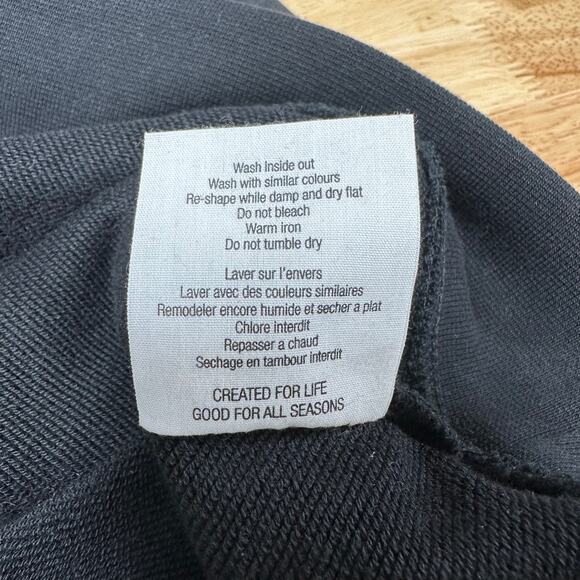 Wash Inside out
Wash with similar colours
Re-shape while damp and dry flat
Do not bleach
Warm iron
Do not tumble dry
Laver sur l'envers
Laver avec des couleurs similaires
Remodeler encore humide et secher a plat
Chlore interdit
Repasser a chaud
Sechage en tambour interdit
CREATED FOR LIFE
GOOD FOR ALL SEASONS